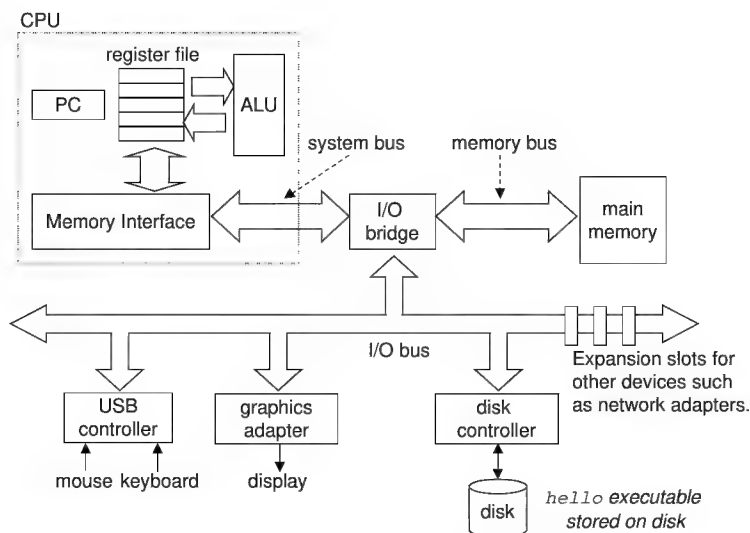 CPU
register file
PC
ALU
system bus
memory bus
Memory Interface
I/O
bridge
main
memory
I/O bus
Expansion slots for
other devices such
as network adapters.
USB
controller
graphics
adapter
disk
controller
mouse keyboard
display
disk
hello executable
stored on disk